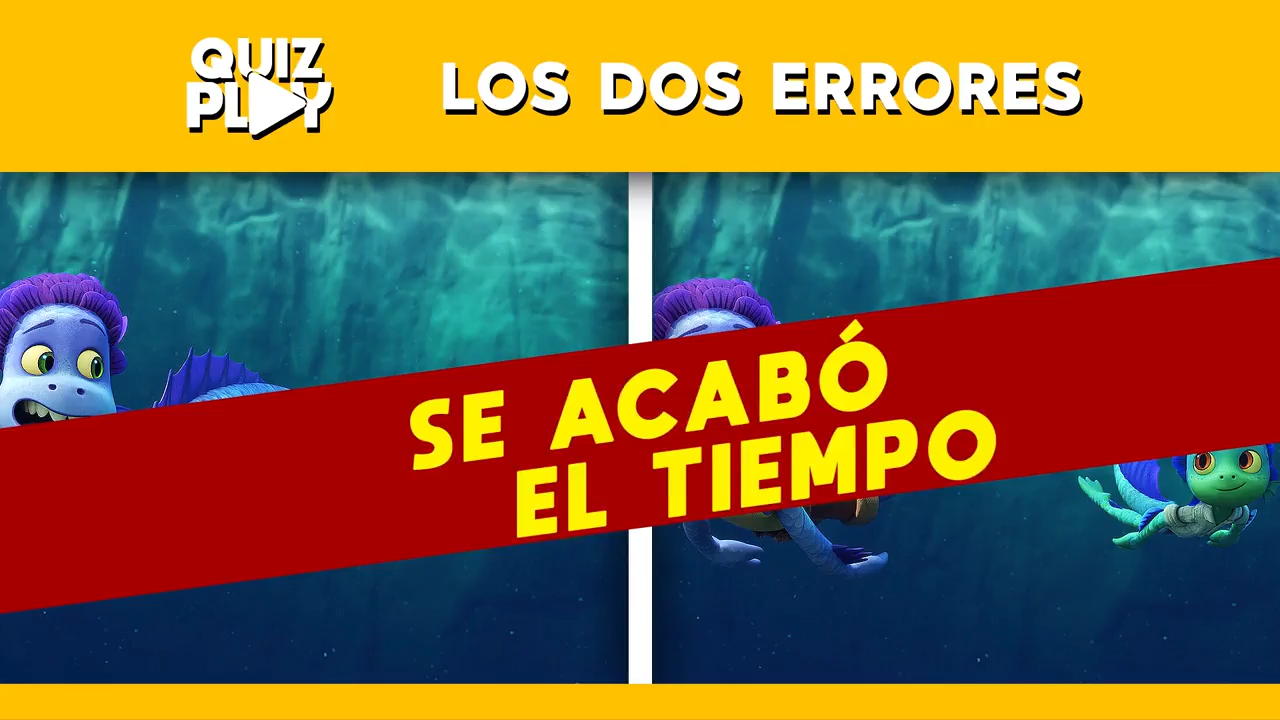 QUIZ
PLAY
LOS DOS ERRORES
SE ACABÓ
EL TIEMPO